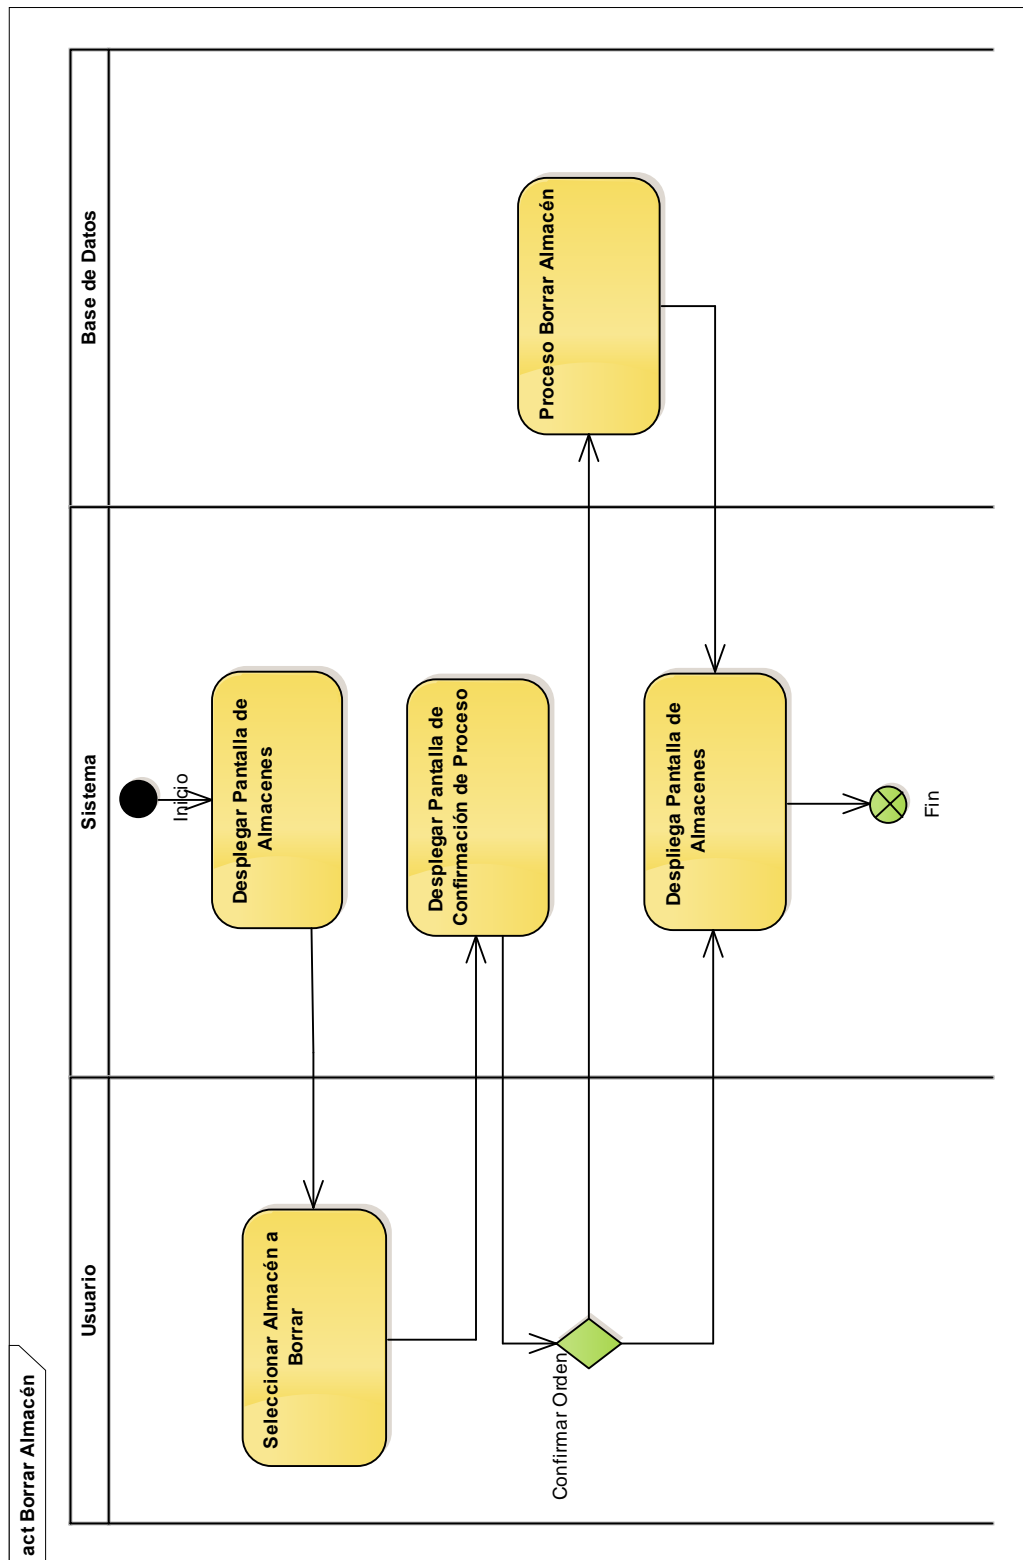 act Borrar Almacén
Usuario
Sistema
Base de Datos
Inicio
Desplegar Pantalla de
Almacenes
Seleccionar Almacén a
Borrar
Desplegar Pantalla de
Confirmación de Proceso
Confirmar Orden
Proceso Borrar Almacén
Despliega Pantalla de
Almacenes
Fin